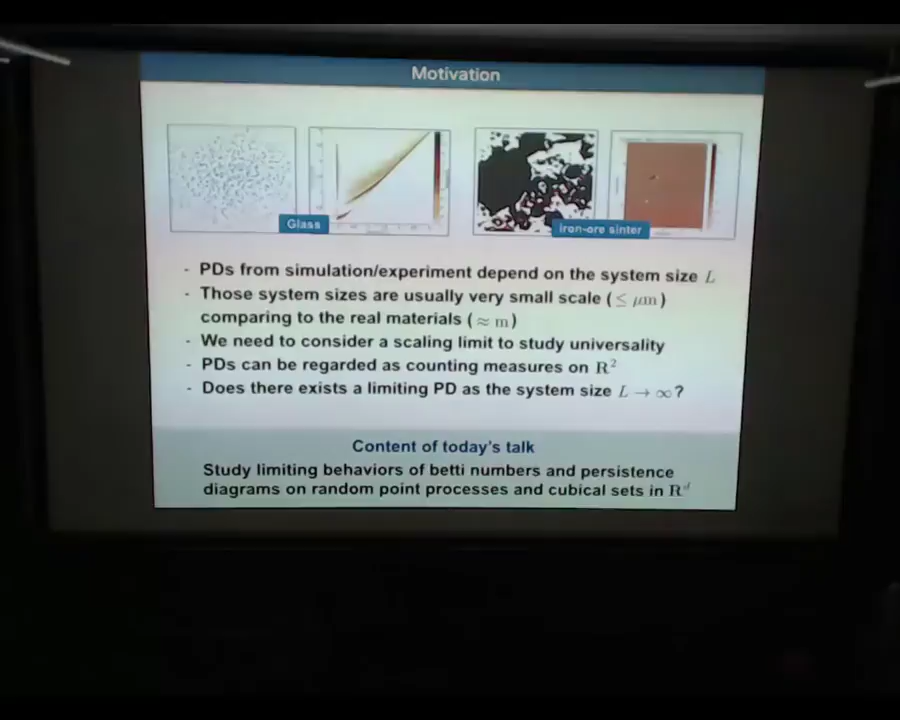 Motivation
Glass
Iron-ore sinter
- PDs from simulation/experiment depend on the system size L
- Those system sizes are usually very small scale (≤ μm)
comparing to the real materials (≈ m)
- We need to consider a scaling limit to study universality
- PDs can be regarded as counting measures on R²
- Does there exists a limiting PD as the system size L → ∞?
Content of today's talk
Study limiting behaviors of betti numbers and persistence
diagrams on random point processes and cubical sets in Rᵈ